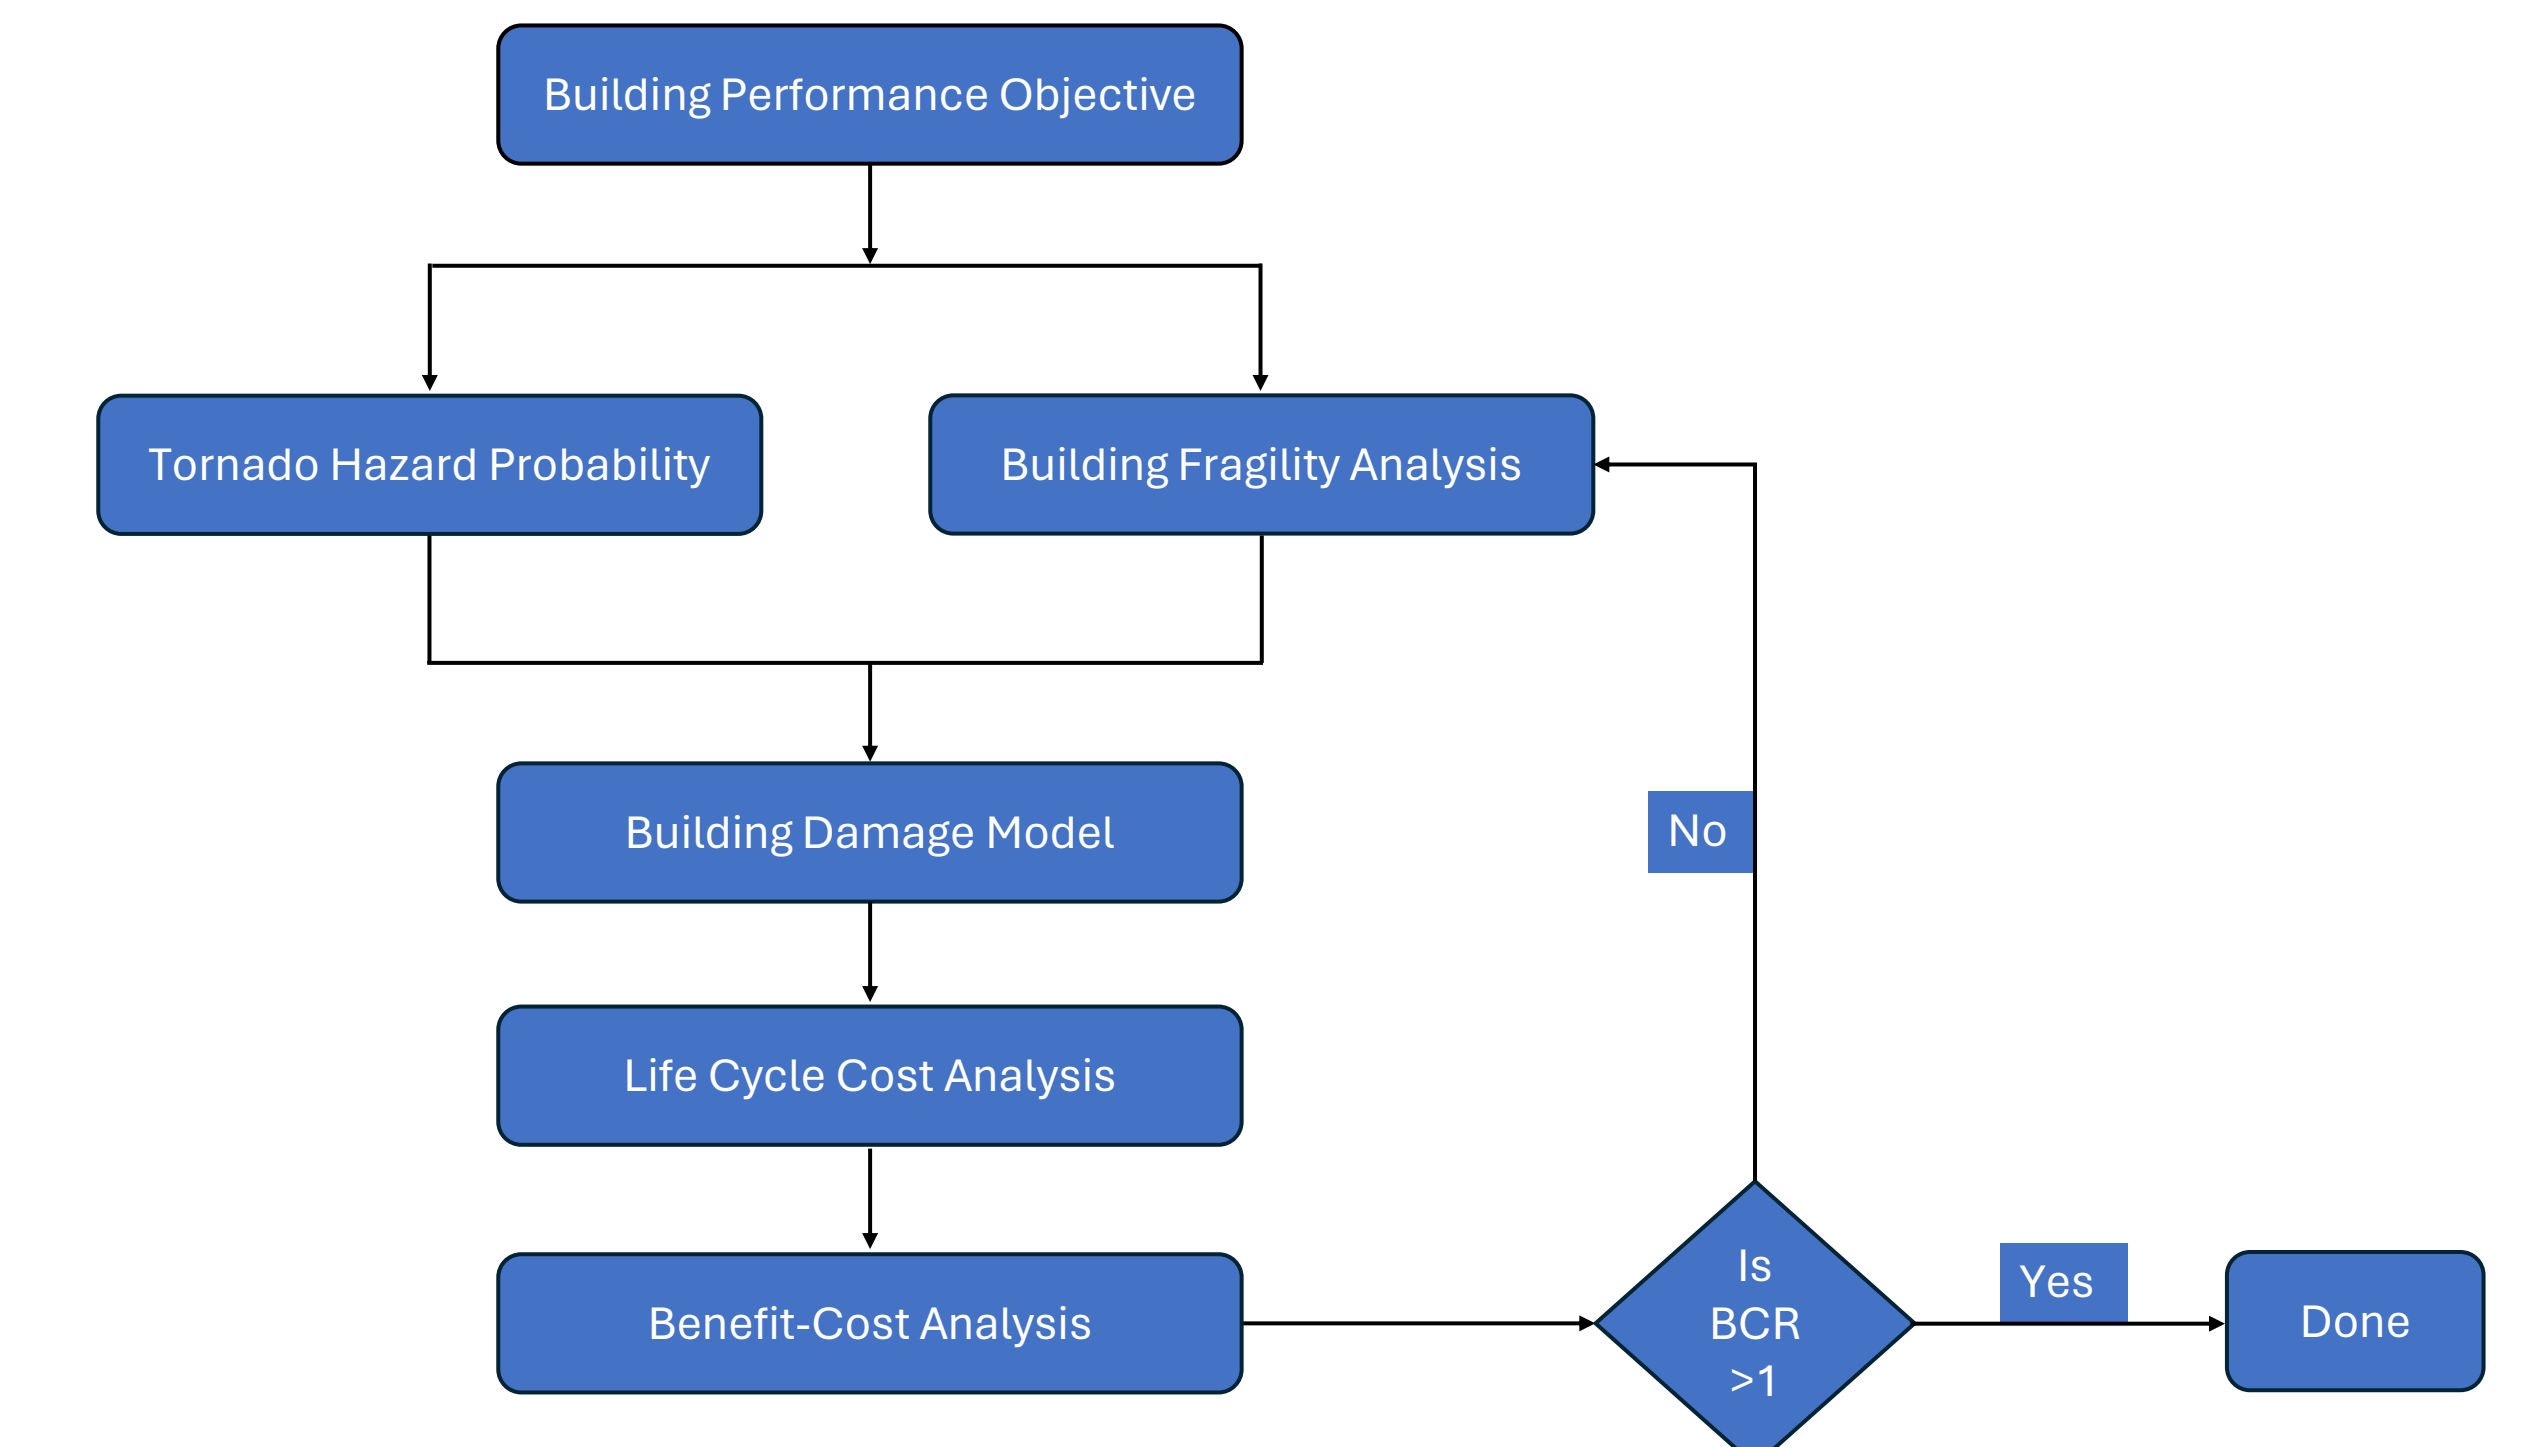 Building Performance Objective
Tornado Hazard Probability
Building Fragility Analysis
Building Damage Model
No
Life Cycle Cost Analysis
Benefit-Cost Analysis
Is
BCR
>1
Yes
Done